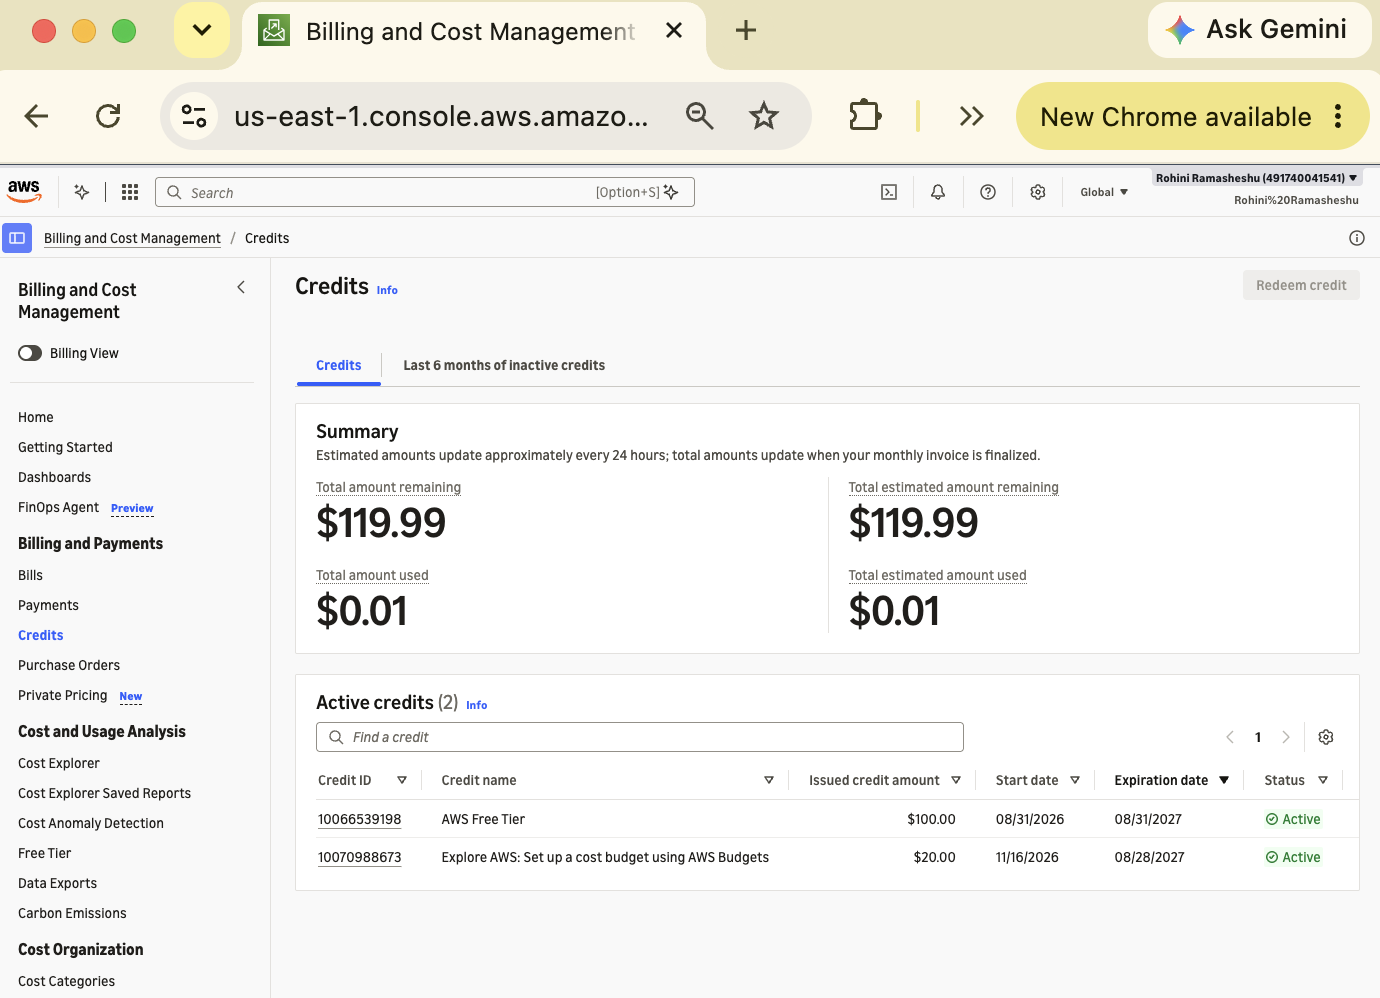 Billing and Cost Management
Ask Gemini
us-east-1.console.aws.amazo...
New Chrome available
aws
Search
[Option+S]
Global
Rohini Ramasheshu (491740041541)
Rohini%20Ramasheshu
Billing and Cost Management / Credits
Billing and Cost
Management
Billing View
Home
Getting Started
Dashboards
FinOps Agent Preview
Billing and Payments
Bills
Payments
Credits
Purchase Orders
Private Pricing New
Cost and Usage Analysis
Cost Explorer
Cost Explorer Saved Reports
Cost Anomaly Detection
Free Tier
Data Exports
Carbon Emissions
Cost Organization
Cost Categories
Credits Info
Redeem credit
Credits
Last 6 months of inactive credits
Summary
Estimated amounts update approximately every 24 hours; total amounts update when your monthly invoice is finalized.
Total amount remaining
$119.99
Total estimated amount remaining
$119.99
Total amount used
$0.01
Total estimated amount used
$0.01
Active credits (2) Info
Find a credit
1
Credit ID Credit name Issued credit amount Start date Expiration date Status
10066539198 AWS Free Tier $100.00 08/31/2026 08/31/2027 Active
10070988673 Explore AWS: Set up a cost budget using AWS Budgets $20.00 11/16/2026 08/28/2027 Active